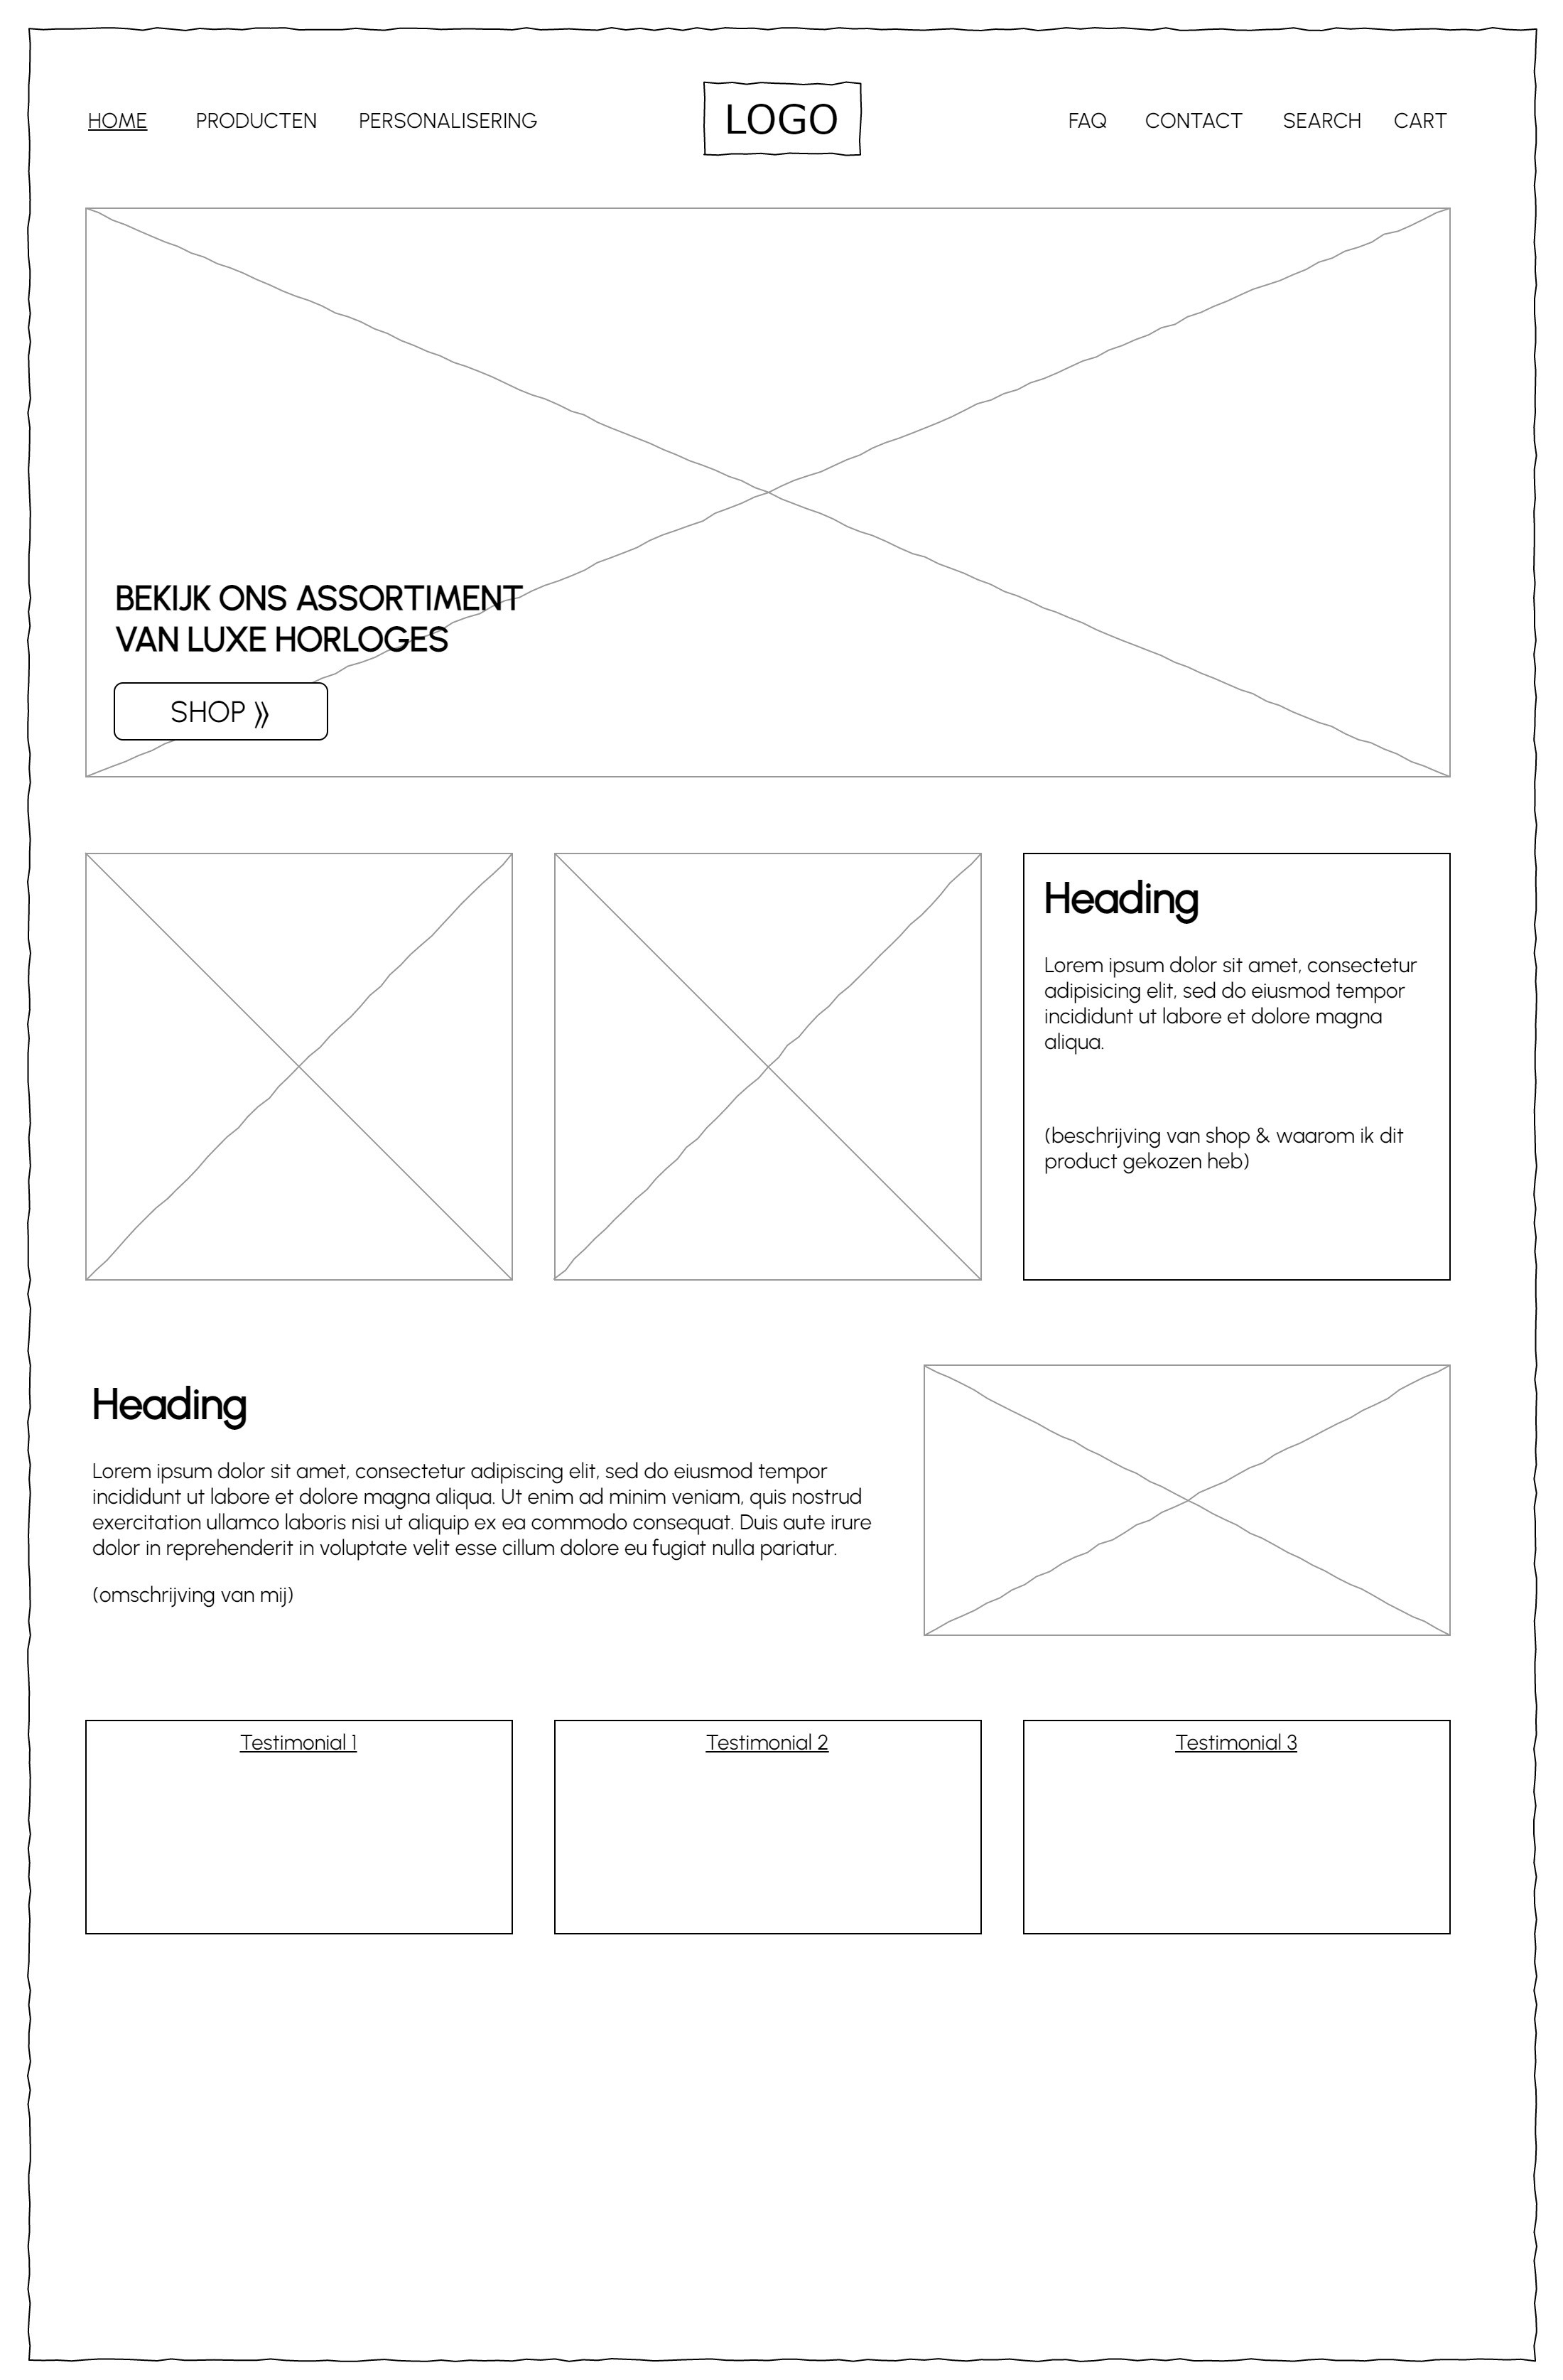 HOME PRODUCTEN PERSONALISERING LOGO FAQ CONTACT SEARCH CART
BEKIJK ONS ASSORTIMENT
VAN LUXE HORLOGES
SHOP ⟫
Heading
Lorem ipsum dolor sit amet, consectetur
adipisicing elit, sed do eiusmod tempor
incididunt ut labore et dolore magna
aliqua.
(beschrijving van shop & waarom ik dit
product gekozen heb)
Heading
Lorem ipsum dolor sit amet, consectetur adipiscing elit, sed do eiusmod tempor
incididunt ut labore et dolore magna aliqua. Ut enim ad minim veniam, quis nostrud
exercitation ullamco laboris nisi ut aliquip ex ea commodo consequat. Duis aute irure
dolor in reprehenderit in voluptate velit esse cillum dolore eu fugiat nulla pariatur.
(omschrijving van mij)
Testimonial 1 Testimonial 2 Testimonial 3